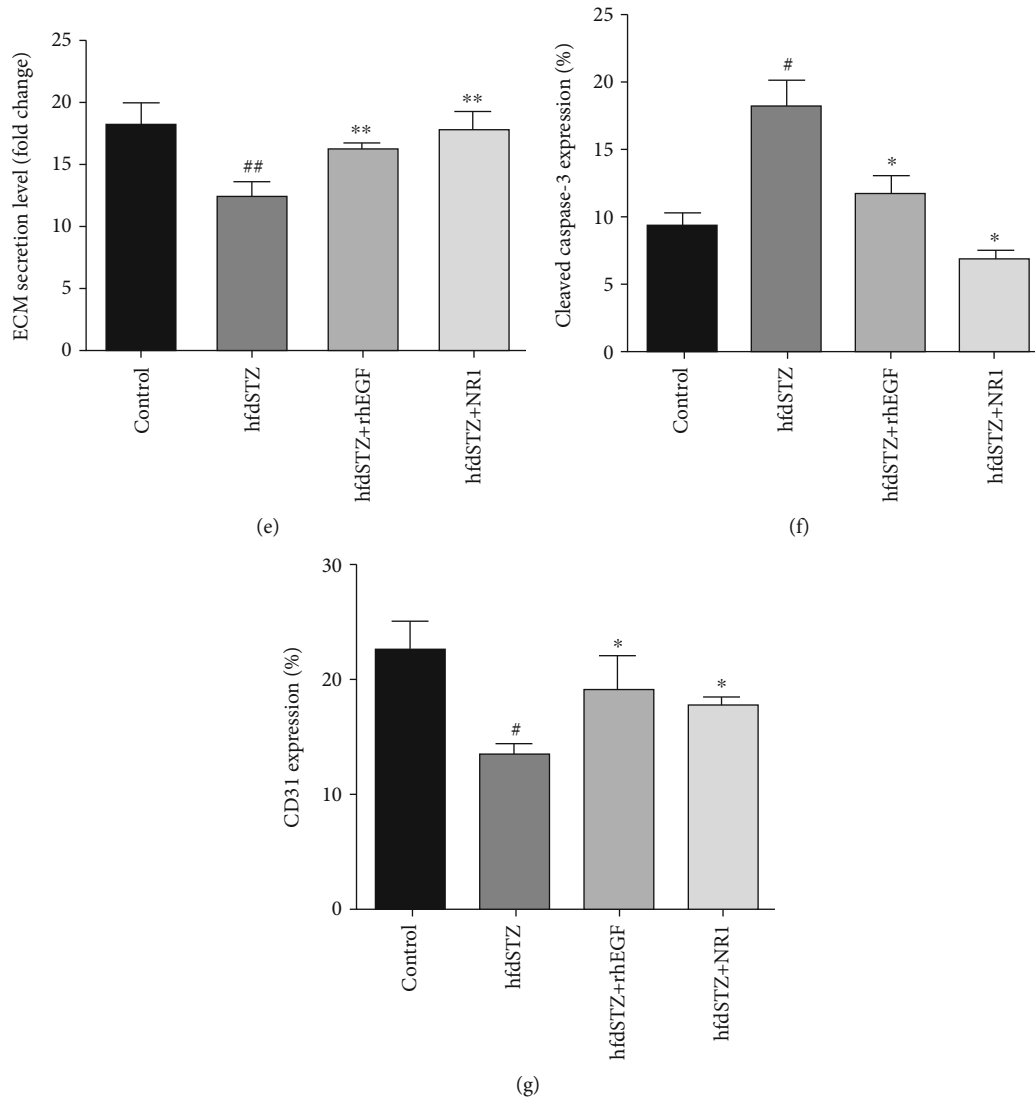 ECM secretion level (fold change)
25
20
15
10
5
0
##
**
**
Control
hfdSTZ
hfdSTZ+rhEGF
hfdSTZ+NR1
(e)
Cleaved caspase-3 expression (%)
25
20
15
10
5
0
#
*
*
Control
hfdSTZ
hfdSTZ+rhEGF
hfdSTZ+NR1
(f)
CD31 expression (%)
30
20
10
0
#
*
*
Control
hfdSTZ
hfdSTZ+rhEGF
hfdSTZ+NR1
(g)